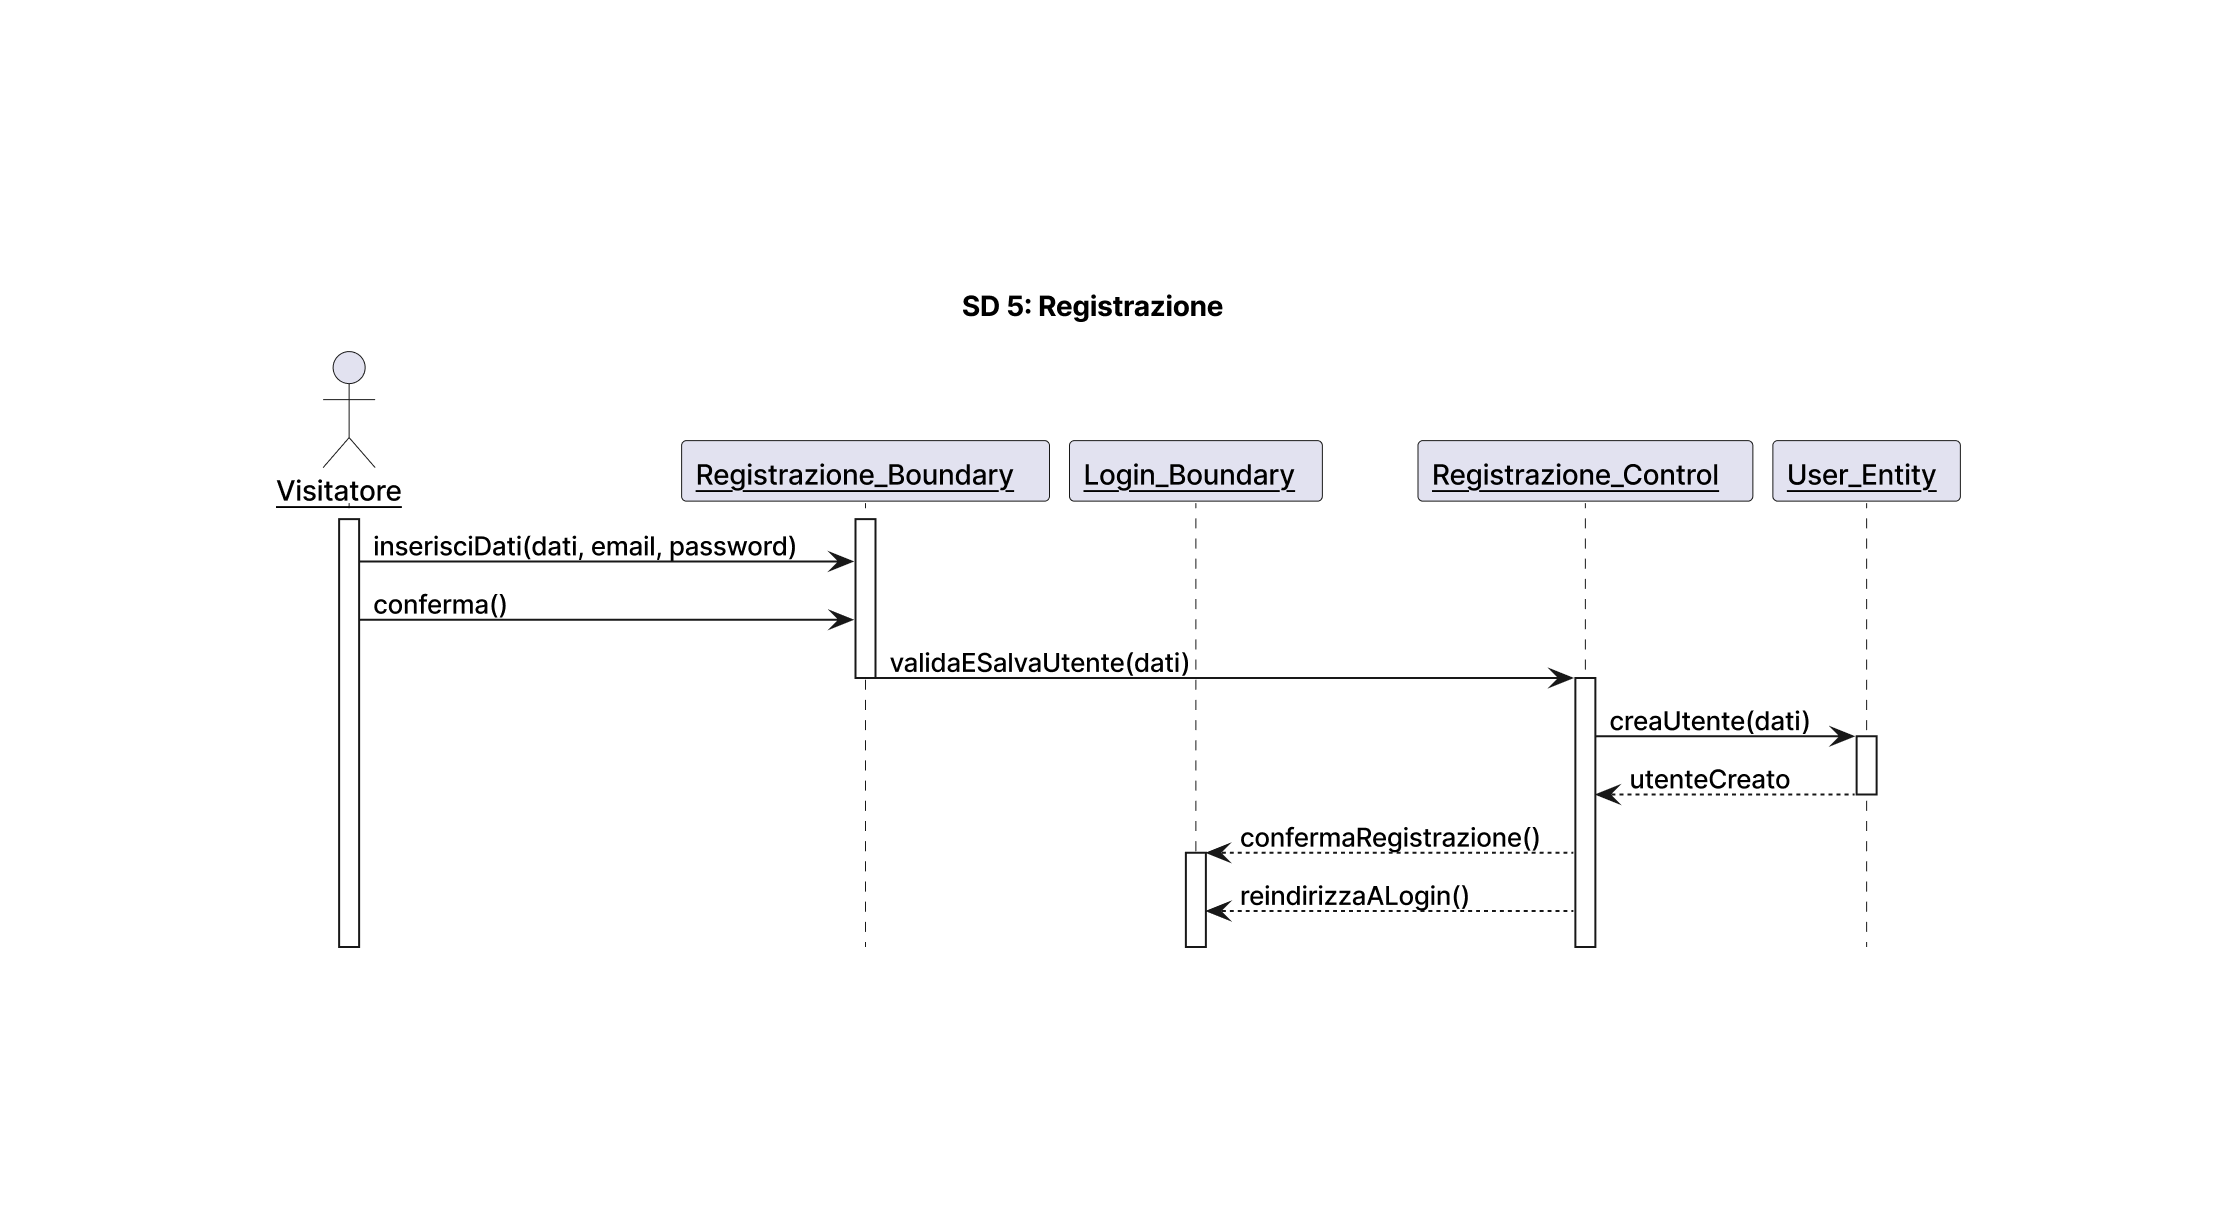 SD 5: Registrazione
Visitatore
Registrazione_Boundary
Login_Boundary
Registrazione_Control
User_Entity
inserisciDati(dati, email, password)
conferma()
validaESalvaUtente(dati)
creaUtente(dati)
utenteCreato
confermaRegistrazione()
reindirizzaALogin()